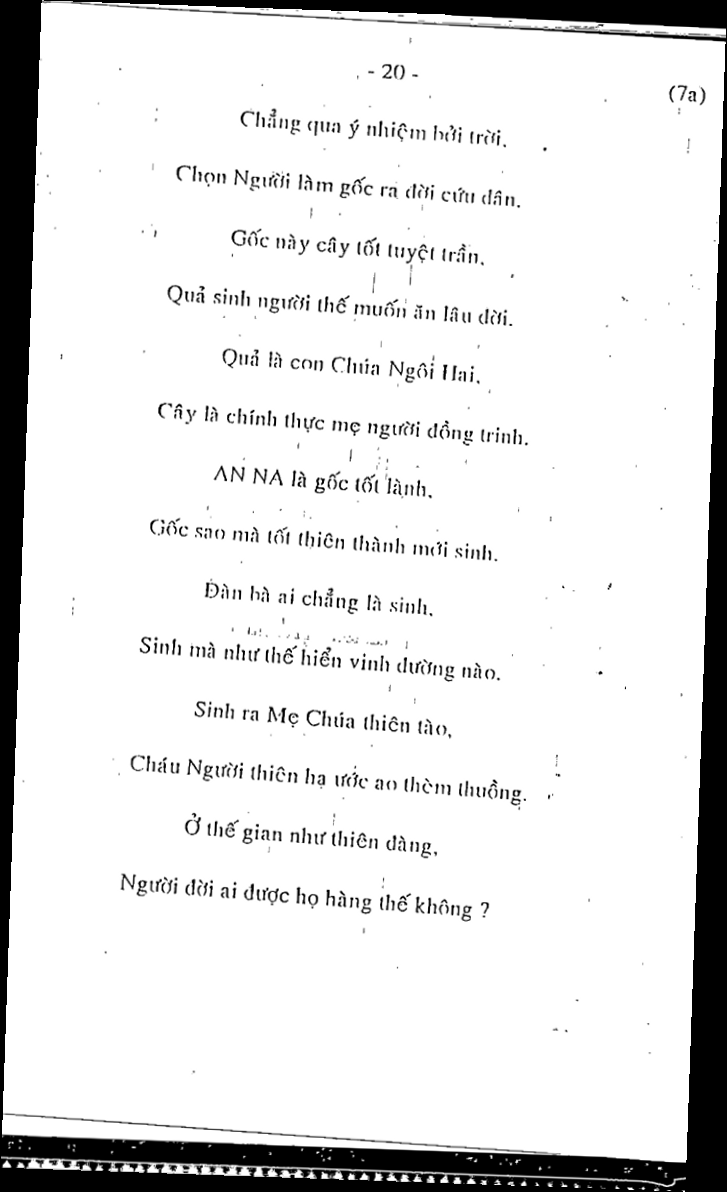 - 20 -
(7a)
Chẳng qua ý nhiệm bởi trời.
Chọn Người làm gốc ra đời cứu dân.
Gốc này cây tốt tuyệt trần,
Quả sinh người thế muốn ăn lâu đời.
Quả là con Chúa Ngôi Hai,
Cây là chính thực mẹ người đồng trinh.
AN NA là gốc tốt lành,
Gốc sao mà tốt thiên thành mới sinh.
Đàn bà ai chẳng là sinh,
Sinh mà như thế hiển vinh dường nào.
Sinh ra Mẹ Chúa thiên tào,
Cháu Người thiên hạ ước ao thèm thuồng.
Ở thế gian như thiên đàng,
Người đời ai được họ hàng thế không ?